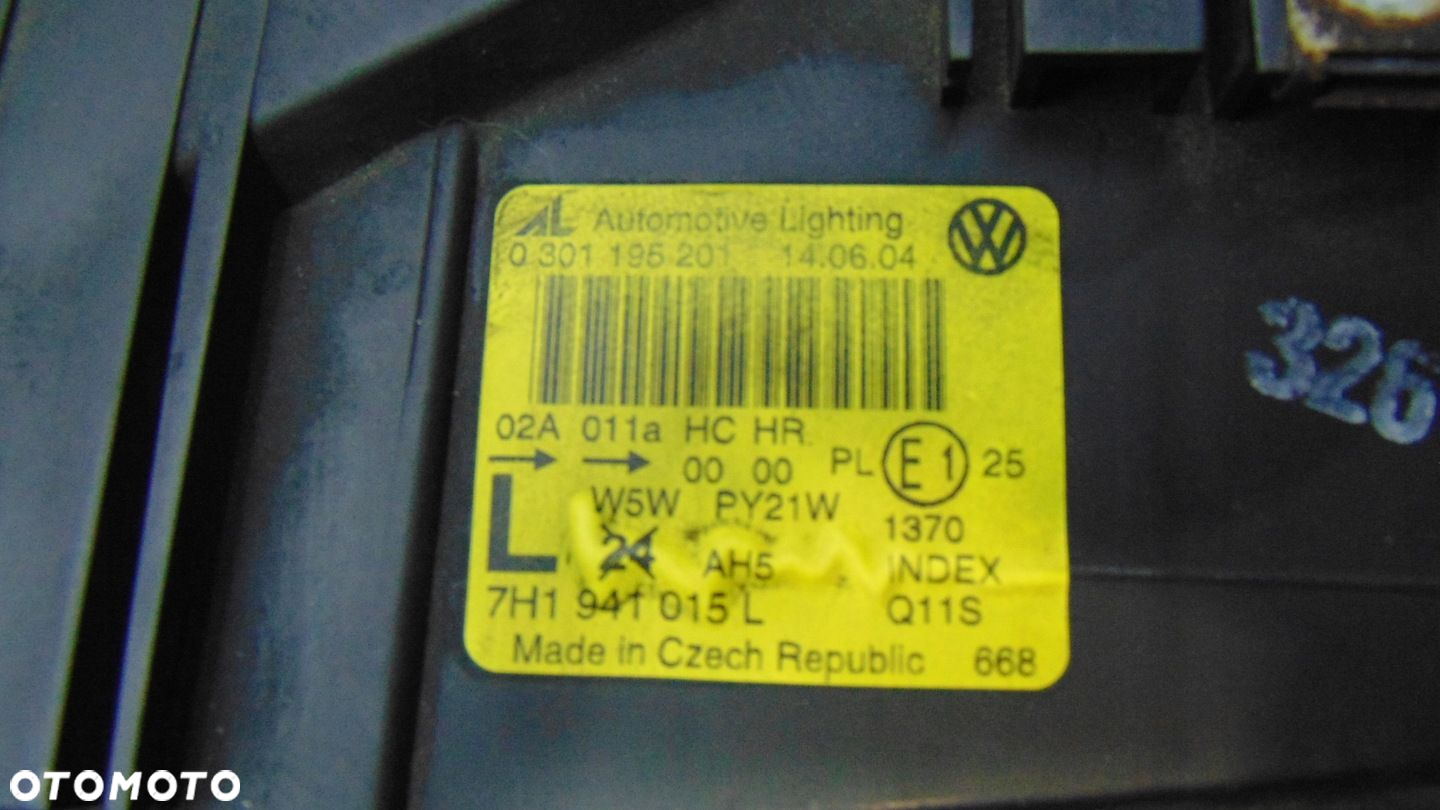 AL Automotive Lighting
0 301 195 201 14.06.04
02A 011a HC HR
00 00 PL E1 25
W5W PY21W 1370
L 24 AH5 INDEX
7H1 941 015 L Q11S
Made in Czech Republic 668
326
OTOMOTO